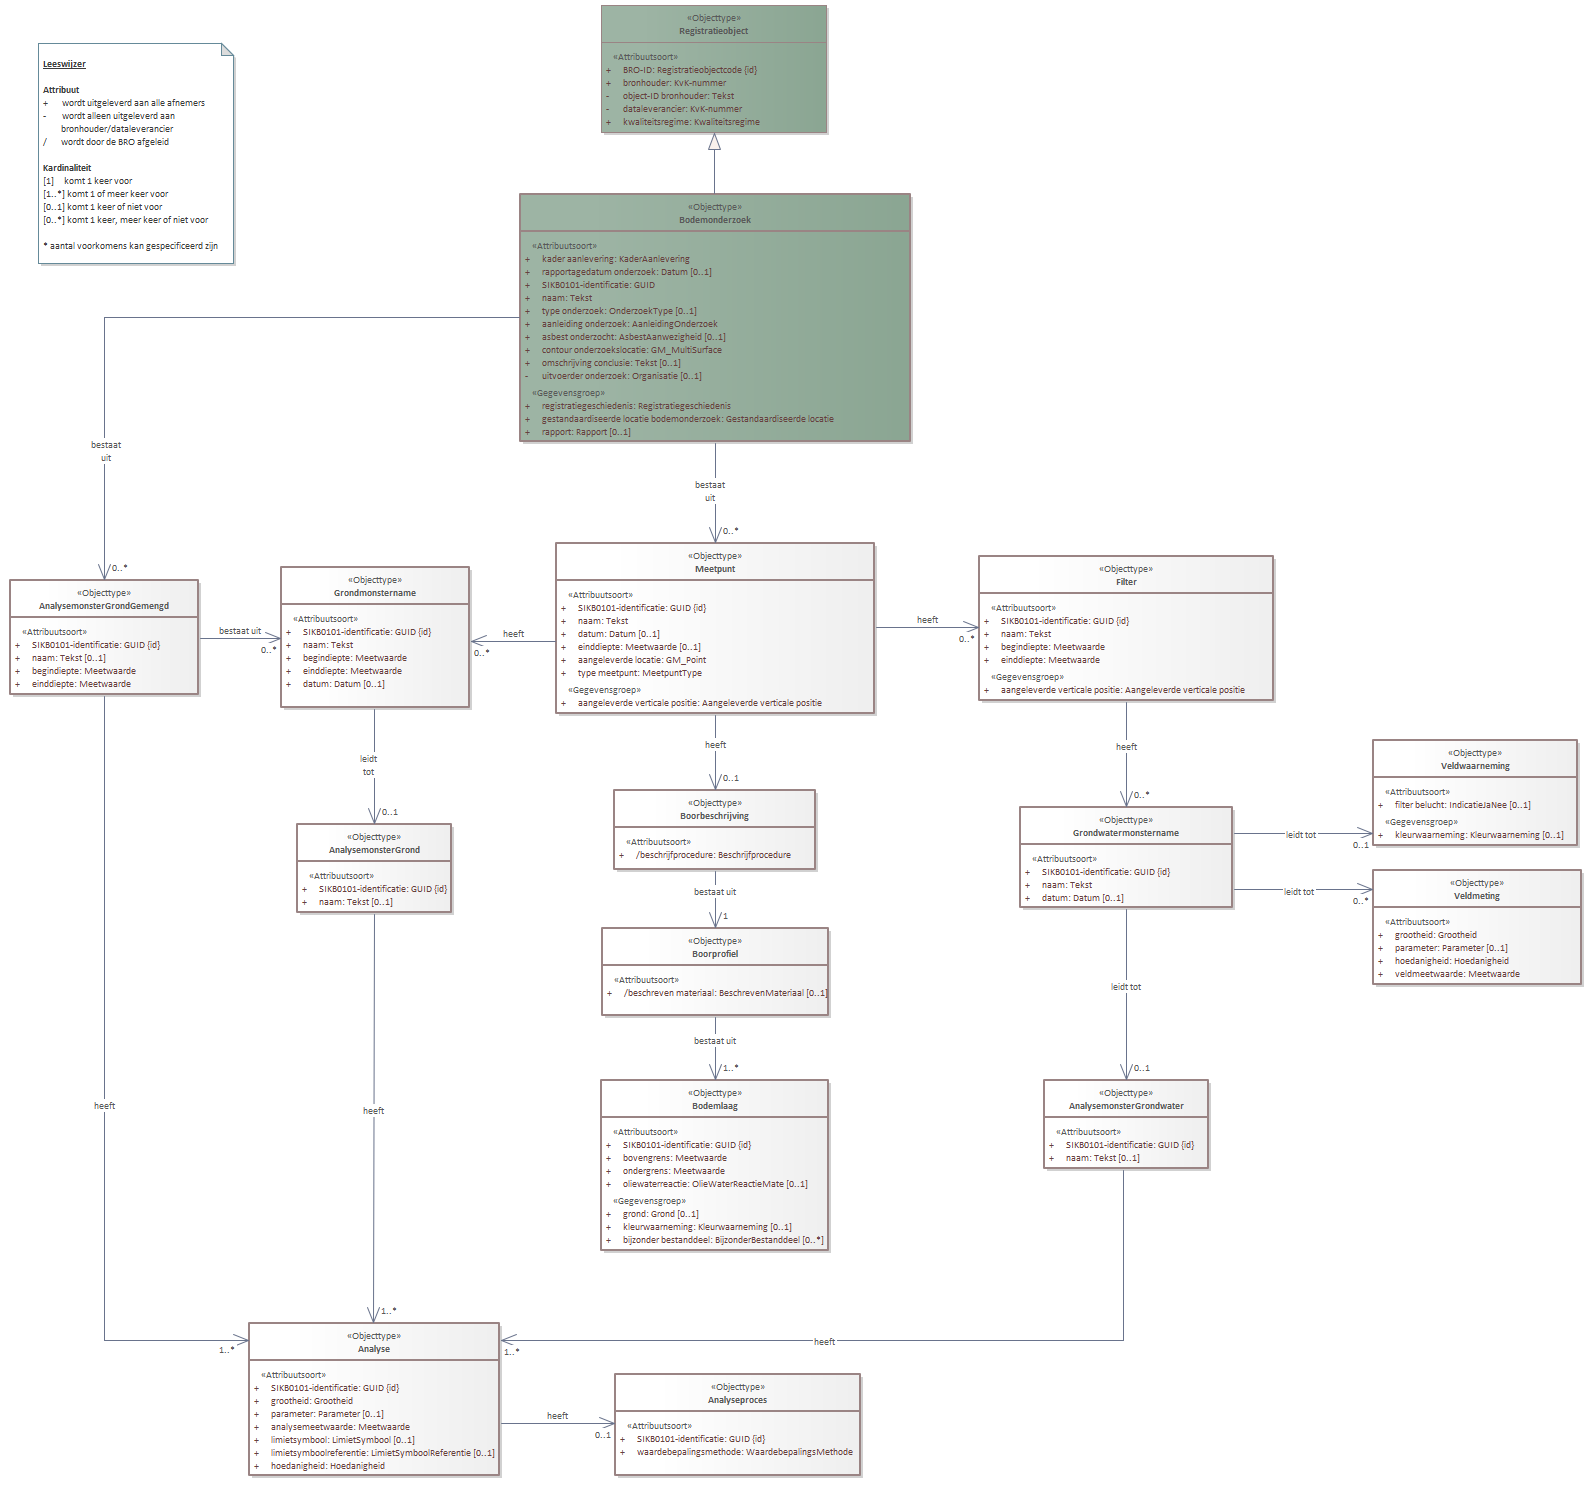 «Objecttype»
Registratieobject
«Attribuutsoort»
+ BRO-ID: Registratieobjectcode {id}
+ bronhouder: KvK-nummer
- object-ID bronhouder: Tekst
- dataleverancier: KvK-nummer
+ kwaliteitsregime: Kwaliteitsregime
Leeswijzer
Attribuut
+ wordt uitgeleverd aan alle afnemers
- wordt alleen uitgeleverd aan
bronhouder/dataleverancier
/ wordt door de BRO afgeleid
Kardinaliteit
[1] komt 1 keer voor
[1..*] komt 1 of meer keer voor
[0..1] komt 1 keer of niet voor
[0..*] komt 1 keer, meer keer of niet voor
* aantal voorkomens kan gespecificeerd zijn
«Objecttype»
Bodemonderzoek
«Attribuutsoort»
+ kader aanlevering: KaderAanlevering
+ rapportagedatum onderzoek: Datum [0..1]
+ SIKB0101-identificatie: GUID
+ naam: Tekst
+ type onderzoek: OnderzoekType [0..1]
+ aanleiding onderzoek: AanleidingOnderzoek
+ asbest onderzocht: AsbestAanwezigheid [0..1]
+ contour onderzoekslocatie: GM_MultiSurface
+ omschrijving conclusie: Tekst [0..1]
- uitvoerder onderzoek: Organisatie [0..1]
«Gegevensgroep»
+ registratiegeschiedenis: Registratiegeschiedenis
+ gestandaardiseerde locatie bodemonderzoek: Gestandaardiseerde locatie
+ rapport: Rapport [0..1]
bestaat
uit
0..*
bestaat
uit
0..*
«Objecttype»
AnalysemonsterGrondGemengd
«Attribuutsoort»
+ SIKB0101-identificatie: GUID {id}
+ naam: Tekst [0..1]
+ begindiepte: Meetwaarde
+ einddiepte: Meetwaarde
bestaat uit
0..*
«Objecttype»
Grondmonstername
«Attribuutsoort»
+ SIKB0101-identificatie: GUID {id}
+ naam: Tekst
+ begindiepte: Meetwaarde
+ einddiepte: Meetwaarde
+ datum: Datum [0..1]
heeft
0..*
«Objecttype»
Meetpunt
«Attribuutsoort»
+ SIKB0101-identificatie: GUID {id}
+ naam: Tekst
+ datum: Datum [0..1]
+ einddiepte: Meetwaarde [0..1]
+ aangeleverde locatie: GM_Point
+ type meetpunt: MeetpuntType
«Gegevensgroep»
+ aangeleverde verticale positie: Aangeleverde verticale positie
heeft
0..*
«Objecttype»
Filter
«Attribuutsoort»
+ SIKB0101-identificatie: GUID {id}
+ naam: Tekst
+ begindiepte: Meetwaarde
+ einddiepte: Meetwaarde
«Gegevensgroep»
+ aangeleverde verticale positie: Aangeleverde verticale positie
leidt
tot
0..1
heeft
0..1
heeft
0..*
«Objecttype»
AnalysemonsterGrond
«Attribuutsoort»
+ SIKB0101-identificatie: GUID {id}
+ naam: Tekst [0..1]
«Objecttype»
Boorbeschrijving
«Attribuutsoort»
+ /beschrijfprocedure: Beschrijfprocedure
bestaat uit
1
«Objecttype»
Grondwatermonstername
«Attribuutsoort»
+ SIKB0101-identificatie: GUID {id}
+ naam: Tekst
+ datum: Datum [0..1]
leidt tot
0..1
«Objecttype»
Veldwaarneming
«Attribuutsoort»
+ filter belucht: IndicatieJaNee [0..1]
«Gegevensgroep»
+ kleurwaarneming: Kleurwaarneming [0..1]
leidt tot
0..*
«Objecttype»
Veldmeting
«Attribuutsoort»
+ grootheid: Grootheid
+ parameter: Parameter [0..1]
+ hoedanigheid: Hoedanigheid
+ veldmeetwaarde: Meetwaarde
«Objecttype»
Boorprofiel
«Attribuutsoort»
+ /beschreven materiaal: BeschrevenMateriaal [0..1]
bestaat uit
1..*
leidt tot
0..1
«Objecttype»
Bodemlaag
«Attribuutsoort»
+ SIKB0101-identificatie: GUID {id}
+ bovengrens: Meetwaarde
+ ondergrens: Meetwaarde
+ oliewaterreactie: OlieWaterReactieMate [0..1]
«Gegevensgroep»
+ grond: Grond [0..1]
+ kleurwaarneming: Kleurwaarneming [0..1]
+ bijzonder bestanddeel: BijzonderBestanddeel [0..*]
«Objecttype»
AnalysemonsterGrondwater
«Attribuutsoort»
+ SIKB0101-identificatie: GUID {id}
+ naam: Tekst [0..1]
heeft
1..*
heeft
1..*
heeft
1..*
«Objecttype»
Analyse
«Attribuutsoort»
+ SIKB0101-identificatie: GUID {id}
+ grootheid: Grootheid
+ parameter: Parameter [0..1]
+ analysemeetwaarde: Meetwaarde
+ limietsymbool: LimietSymbool [0..1]
+ limietsymboolreferentie: LimietSymboolReferentie [0..1]
+ hoedanigheid: Hoedanigheid
heeft
0..1
«Objecttype»
Analyseproces
«Attribuutsoort»
+ SIKB0101-identificatie: GUID {id}
+ waardebepalingsmethode: WaardebepalingsMethode